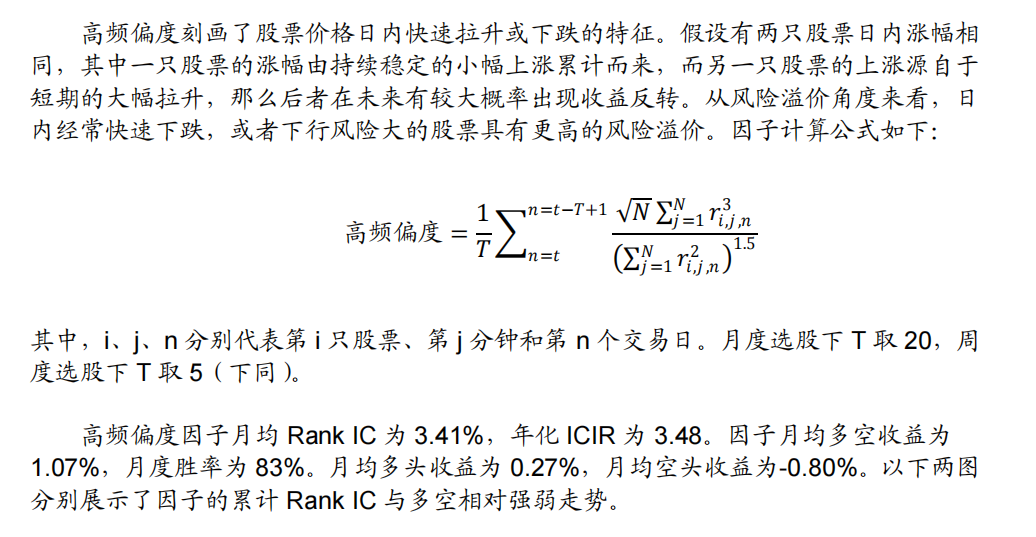 高频偏度刻画了股票价格日内快速拉升或下跌的特征。假设有两只股票日内涨幅相
同，其中一只股票的涨幅由持续稳定的小幅上涨累计而来，而另一只股票的上涨源自于
短期的大幅拉升，那么后者在未来有较大概率出现收益反转。从风险溢价角度来看，日
内经常快速下跌，或者下行风险大的股票具有更高的风险溢价。因子计算公式如下：
高频偏度 = \frac{1}{T} \sum_{n=t}^{n=t-T+1} \frac{\sqrt{N} \sum_{j=1}^{N} r_{i,j,n}^{3}}{(\sum_{j=1}^{N} r_{i,j,n}^{2})^{1.5}}
其中，i、j、n 分别代表第 i 只股票、第 j 分钟和第 n 个交易日。月度选股下 T 取 20，周
度选股下 T 取 5（下同）。
高频偏度因子月均 Rank IC 为 3.41%，年化 ICIR 为 3.48。因子月均多空收益为
1.07%，月度胜率为 83%。月均多头收益为 0.27%，月均空头收益为-0.80%。以下两图
分别展示了因子的累计 Rank IC 与多空相对强弱走势。